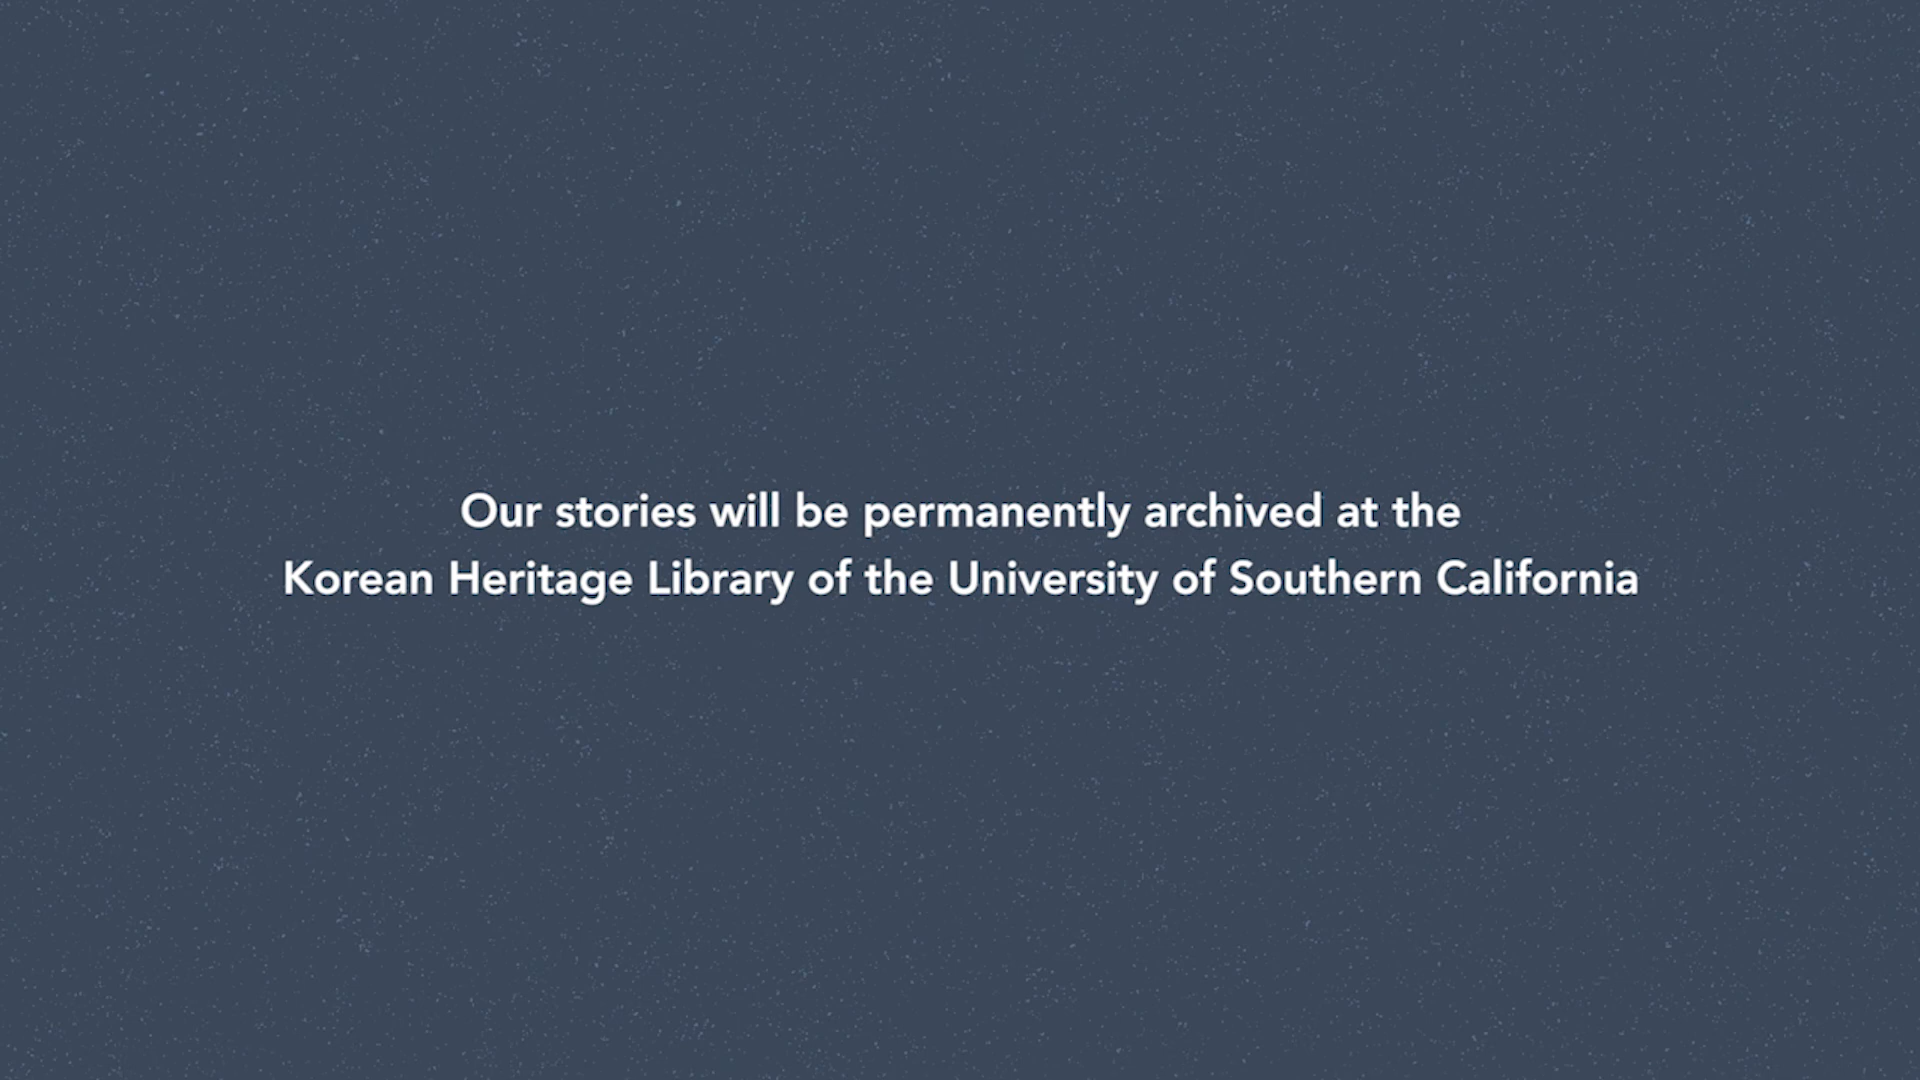 Our stories will be permanently archived at the
Korean Heritage Library of the University of Southern California